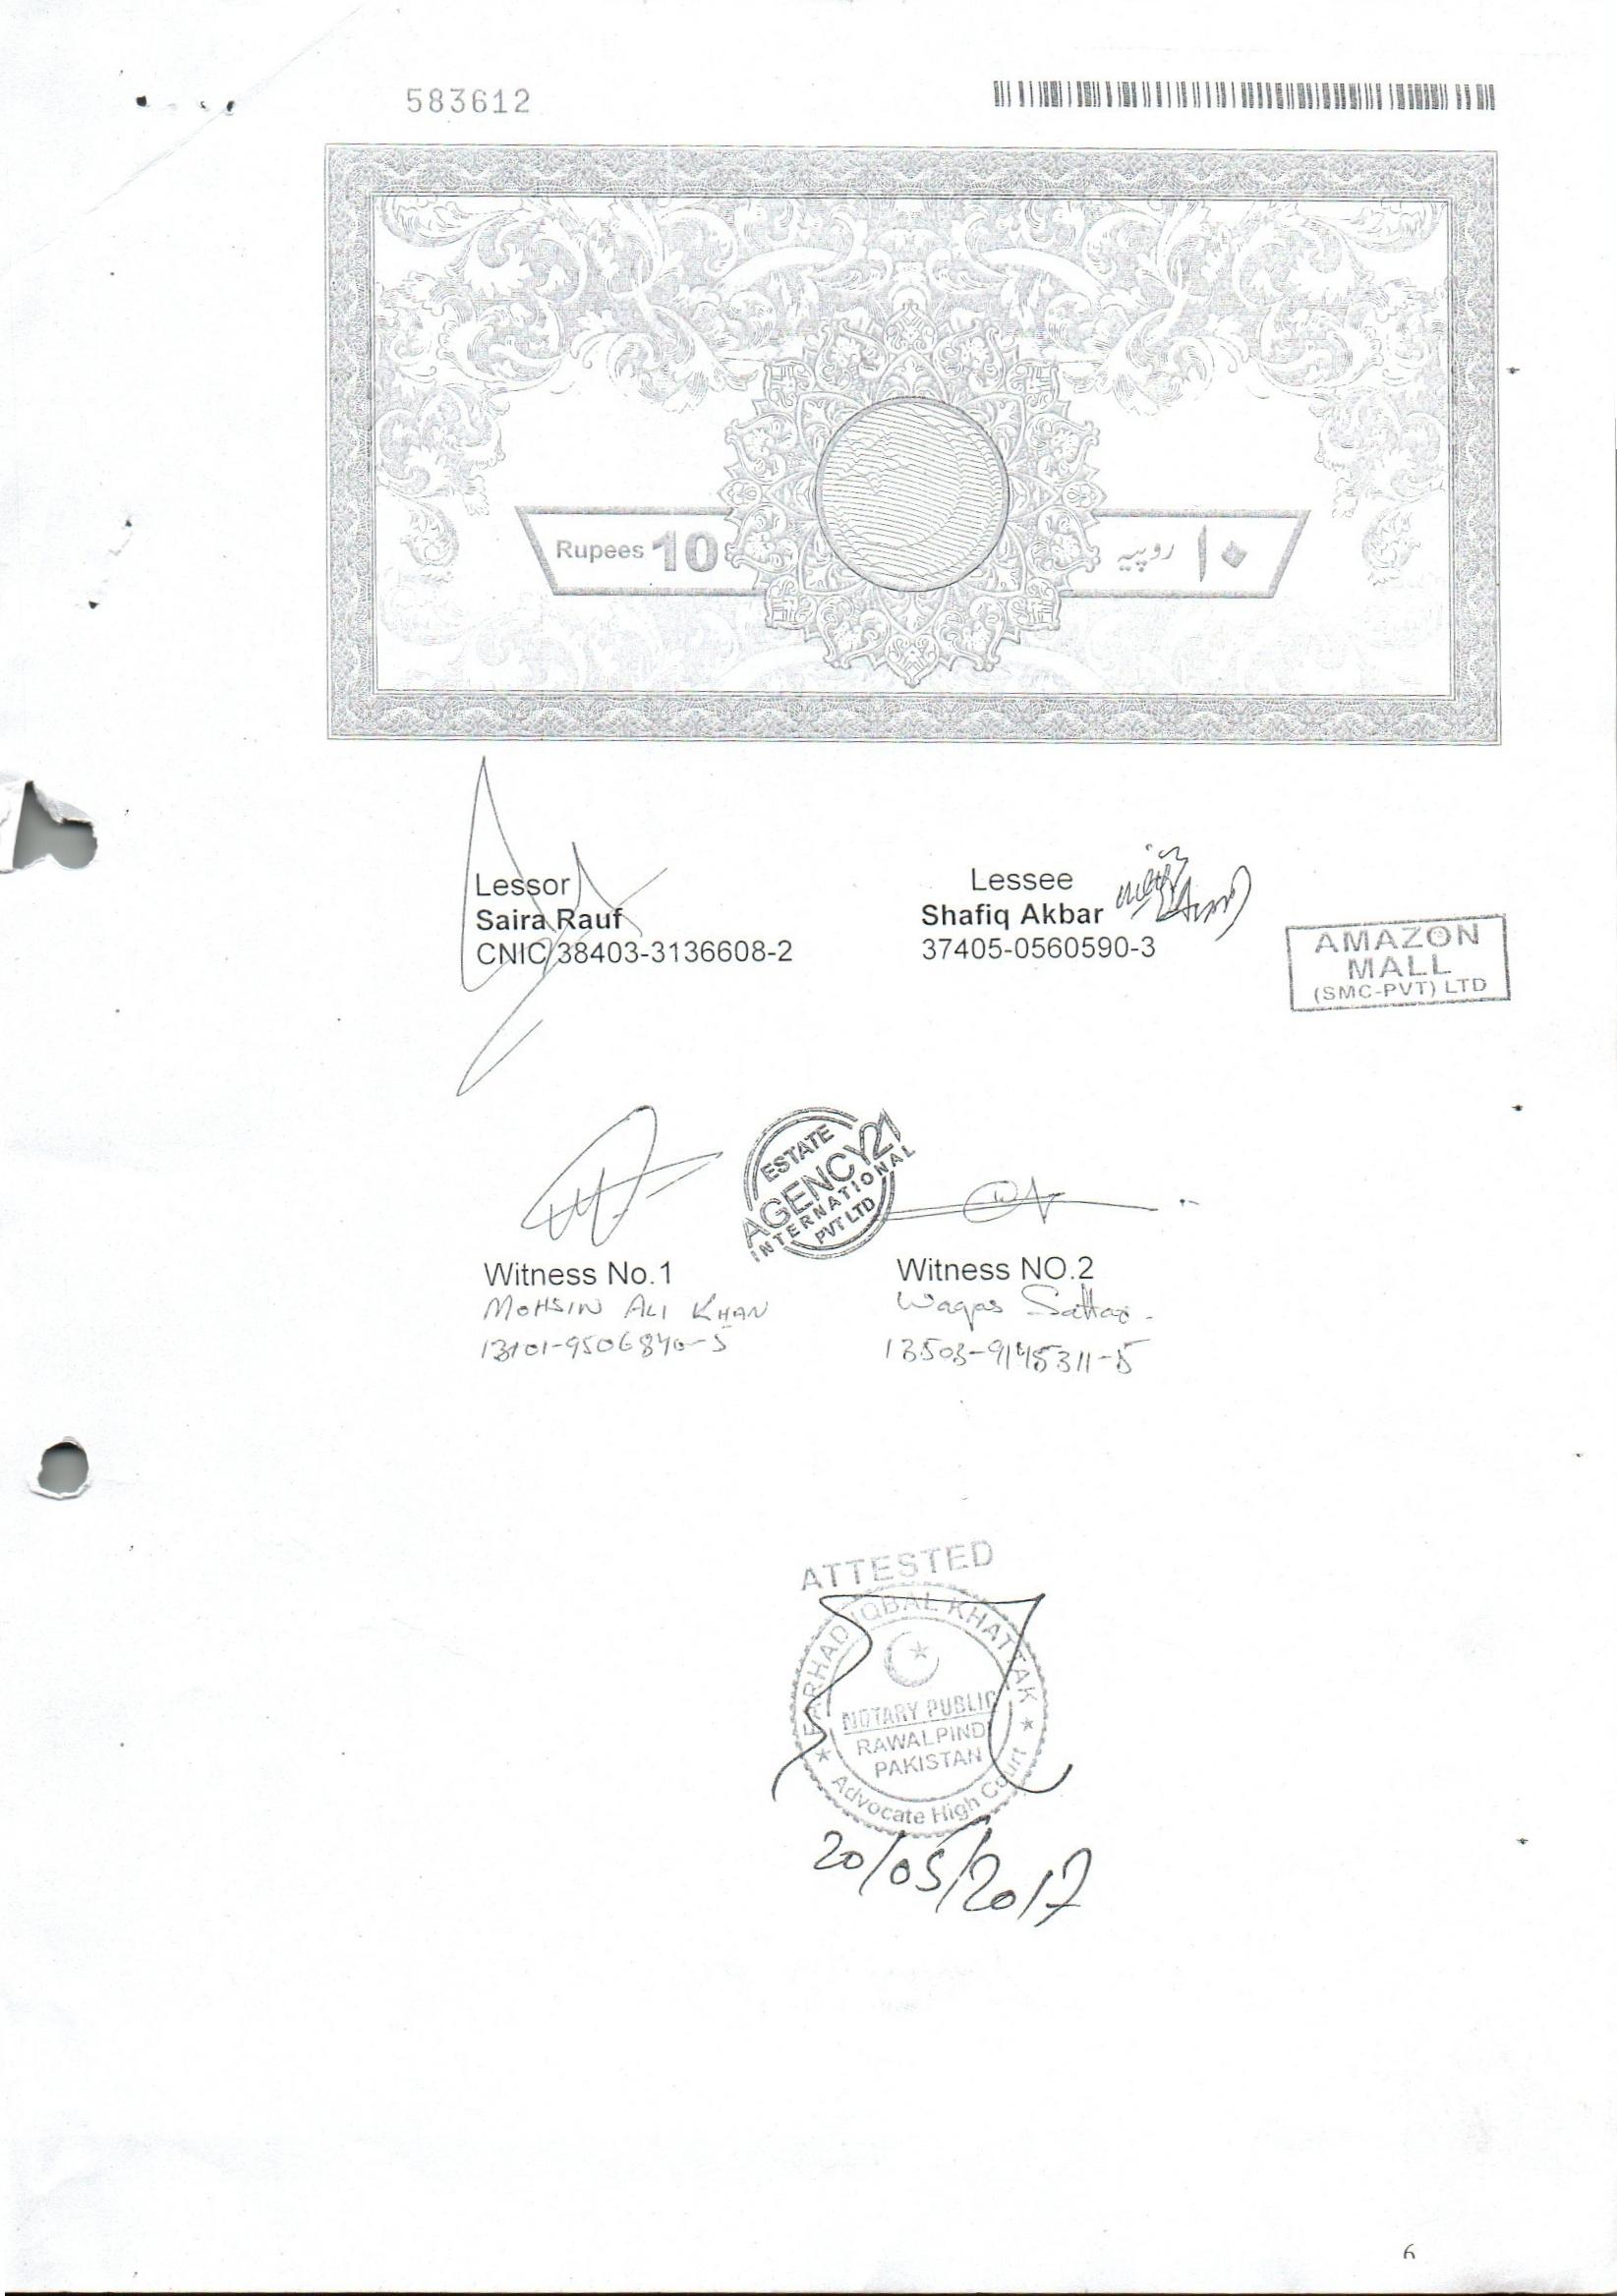 583612
Rupees 10
۱۰ روپیہ
Lessor
Saira Rauf
CNIC 38403-3136608-2
Lessee
Shafiq Akbar
37405-0560590-3
AMAZON
MALL
(SMC-PVT) LTD
ESTATE
AGENCY21
INTERNATIONAL
PVT LTD
Witness No.1
MOHSIN ALI KHAN
13101-9506840-5
Witness NO.2
Waqas Sattar
13503-9145311-5
ATTESTED
FARHAD IQBAL KHATTAK
NOTARY PUBLIC
RAWALPINDI
PAKISTAN
Advocate High Court
20/05/2017
6